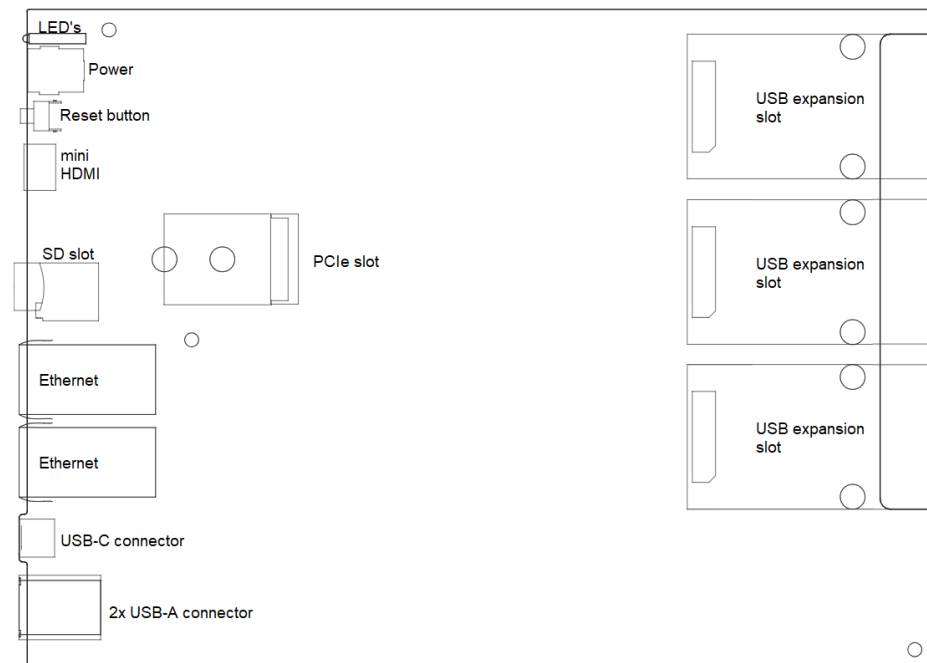 LED's
Power
Reset button
mini
HDMI
SD slot
PCIe slot
Ethernet
Ethernet
USB-C connector
2x USB-A connector
USB expansion
slot
USB expansion
slot
USB expansion
slot